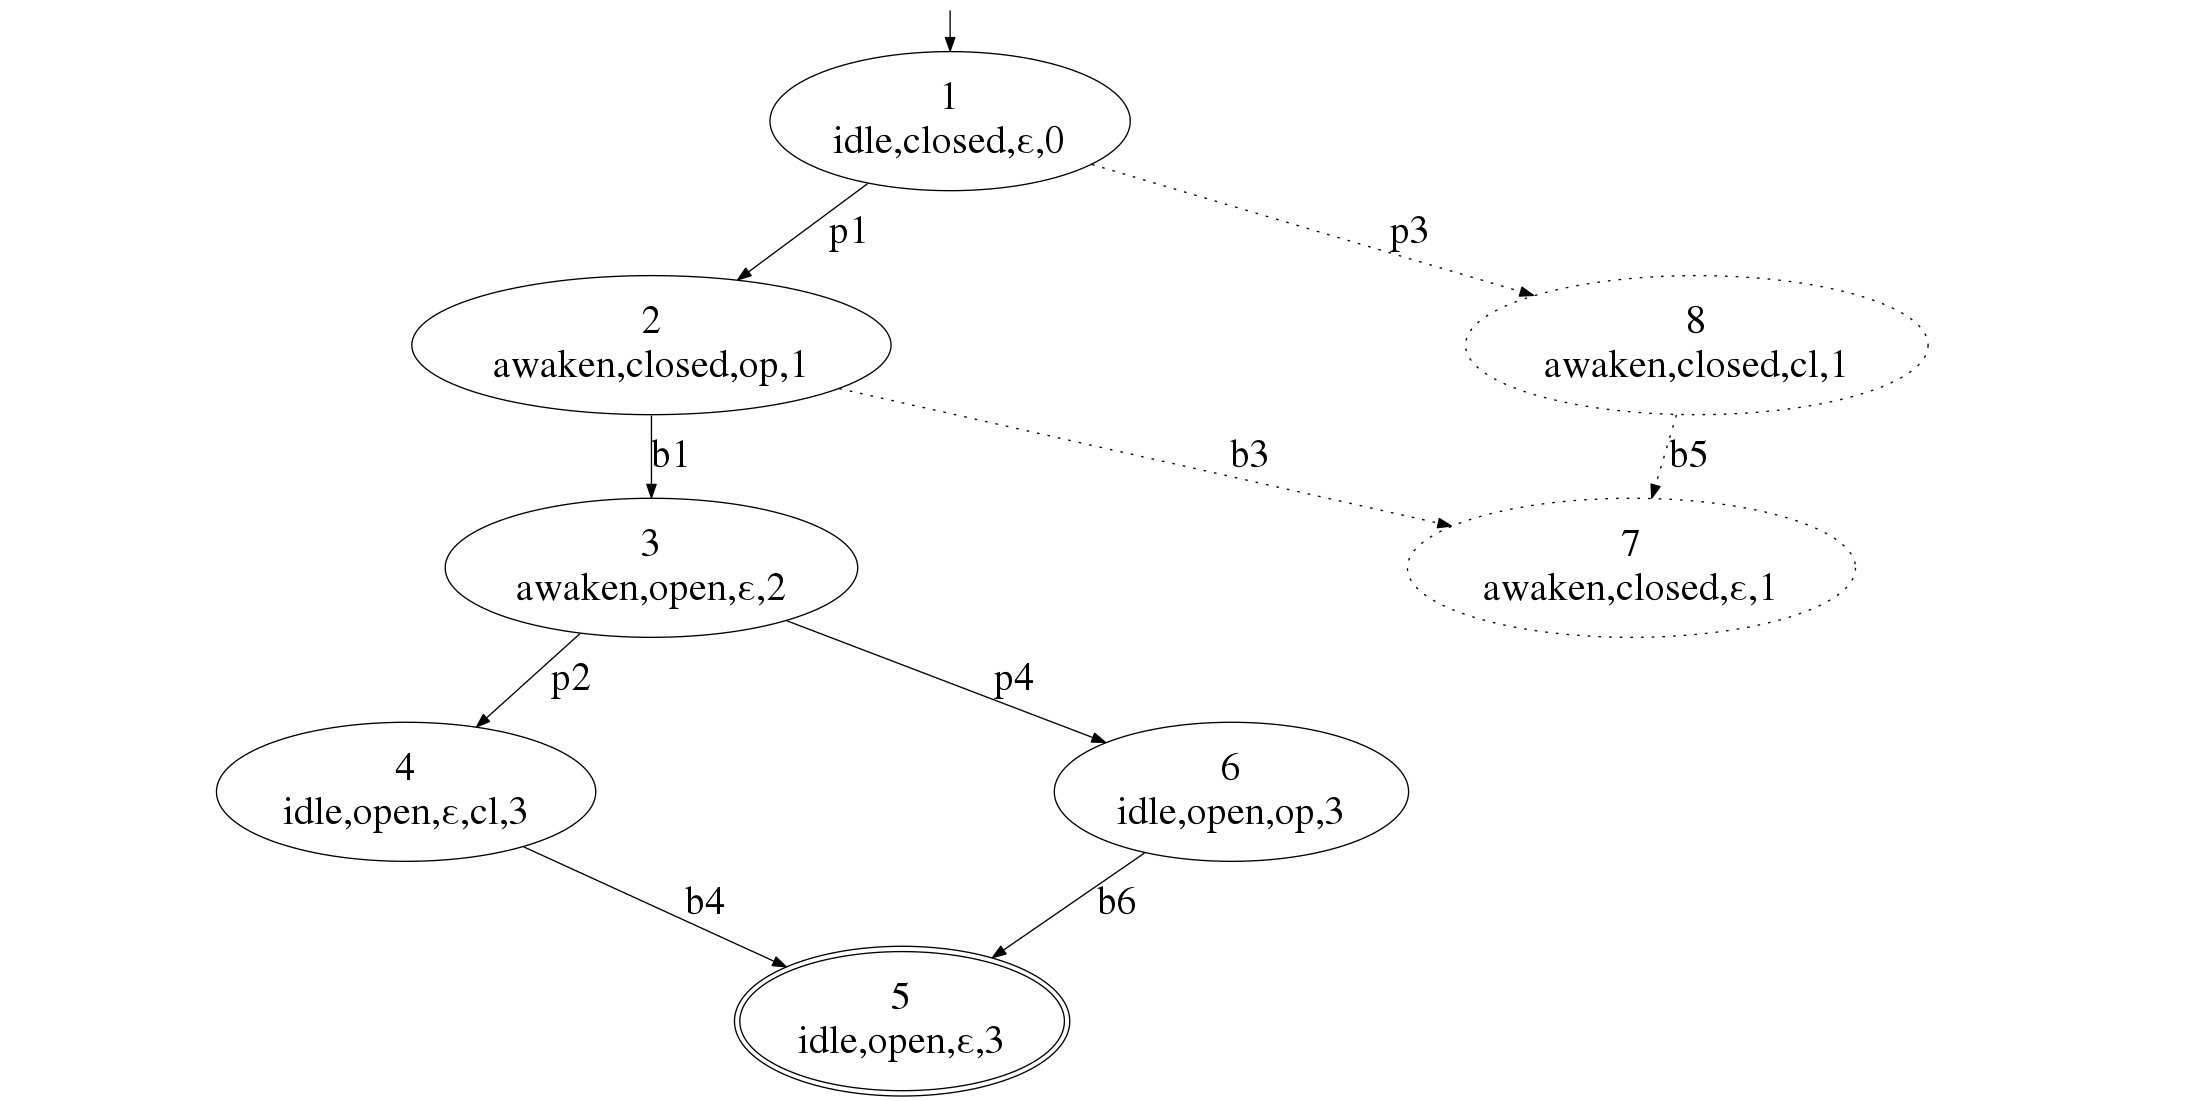 1
idle,closed,ε,0
p1
p3
2
awaken,closed,op,1
8
awaken,closed,cl,1
b1
b3
b5
3
awaken,open,ε,2
7
awaken,closed,ε,1
p2
p4
4
idle,open,ε,cl,3
6
idle,open,op,3
b4
b6
5
idle,open,ε,3